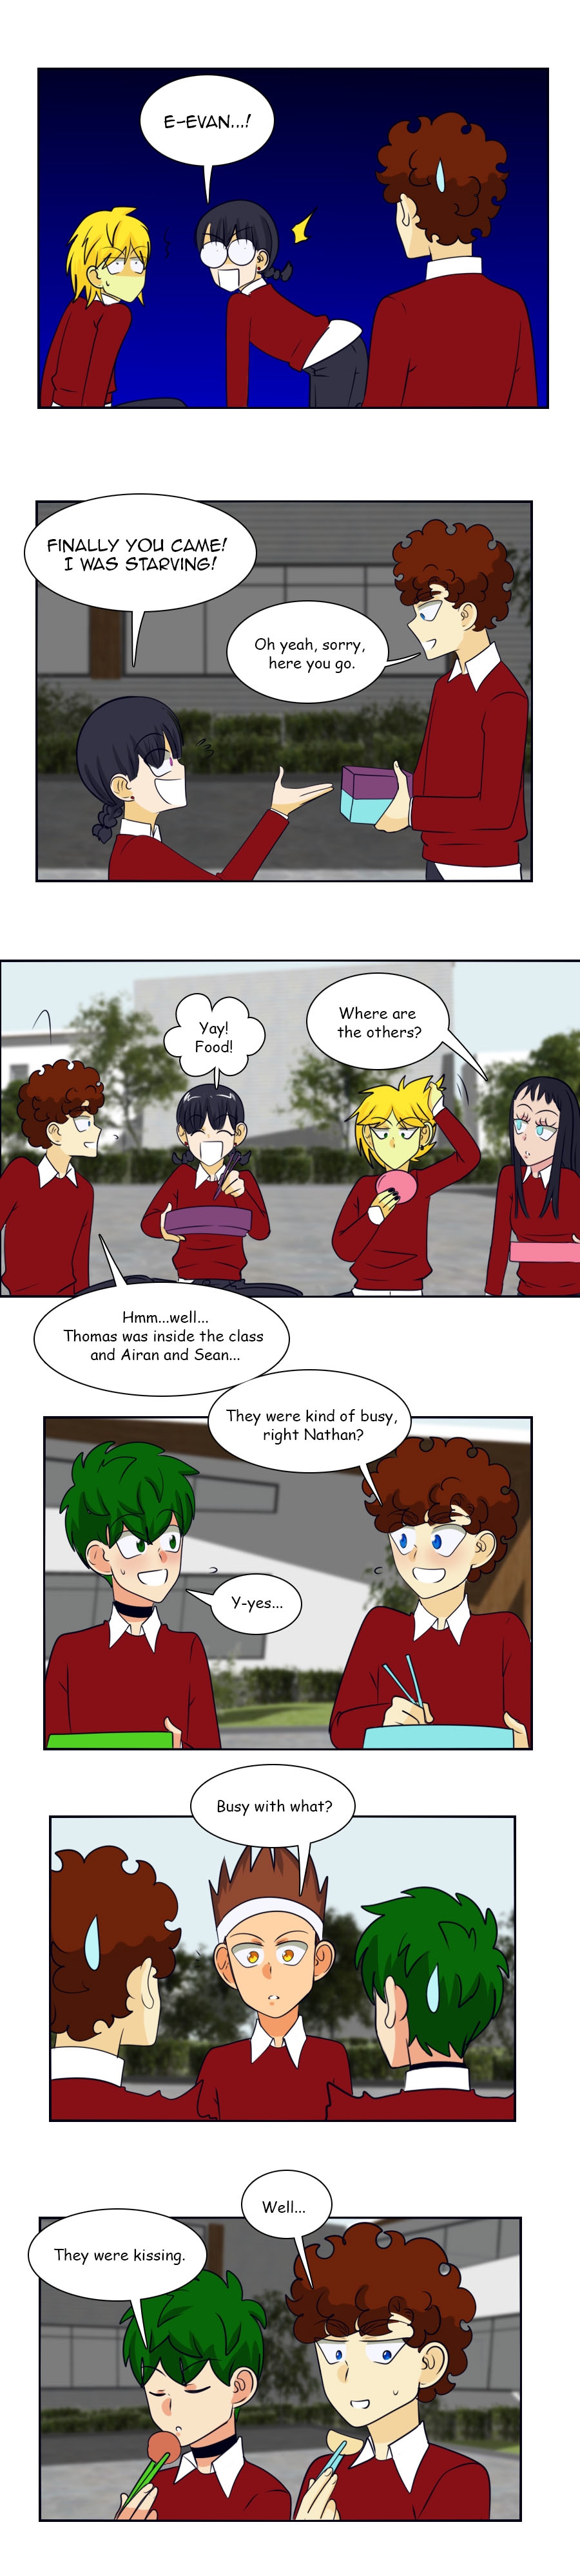 E-EVAN...!
FINALLY YOU CAME!
I WAS STARVING!
Oh yeah, sorry,
here you go.
Yay!
Food!
Where are
the others?
Hmm...well...
Thomas was inside the class
and Airan and Sean...
They were kind of busy,
right Nathan?
Y-yes...
Busy with what?
Well...
They were kissing.